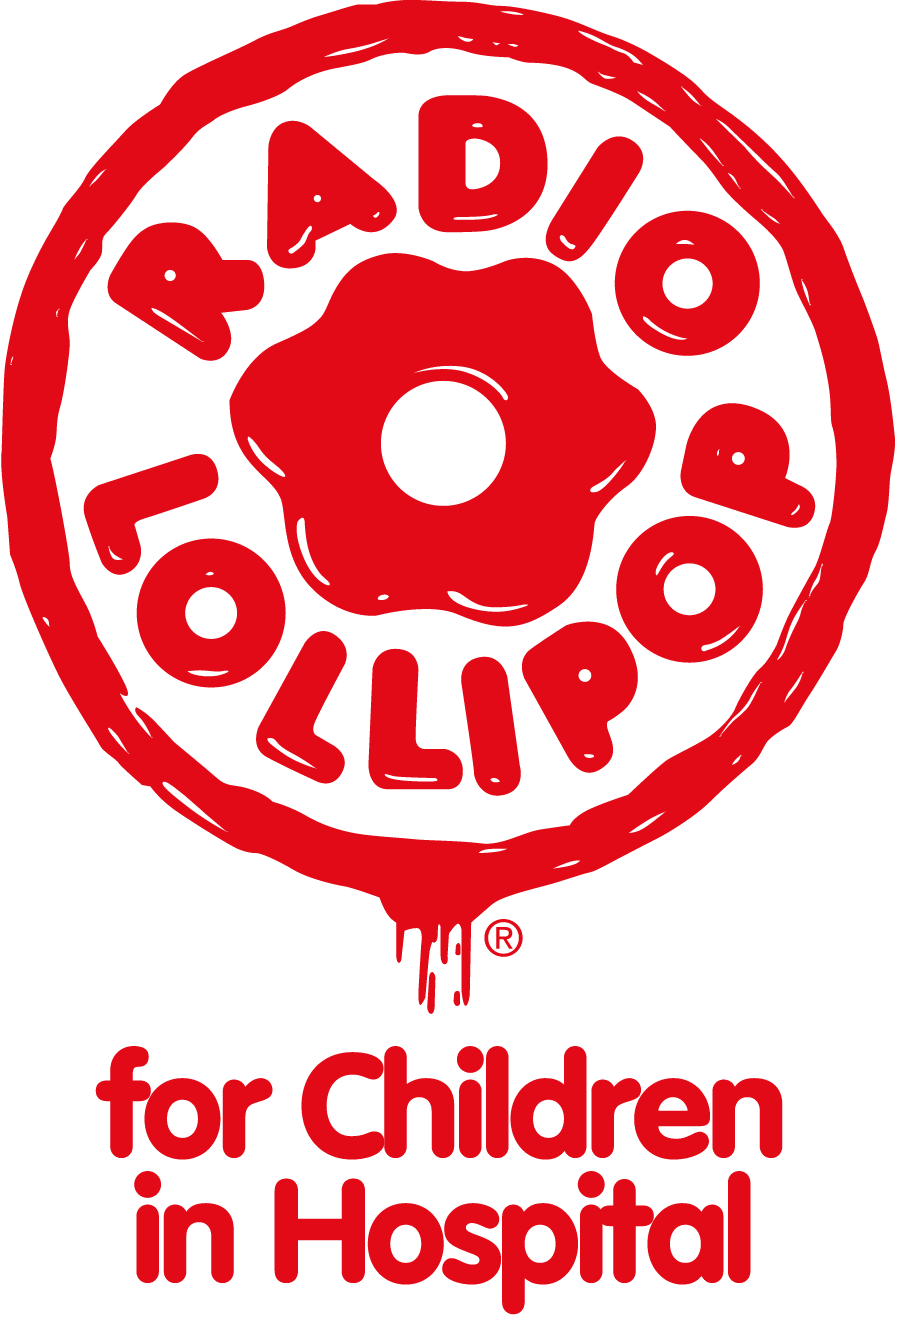 RADIO
LOLLIPOP
®
for Children
in Hospital